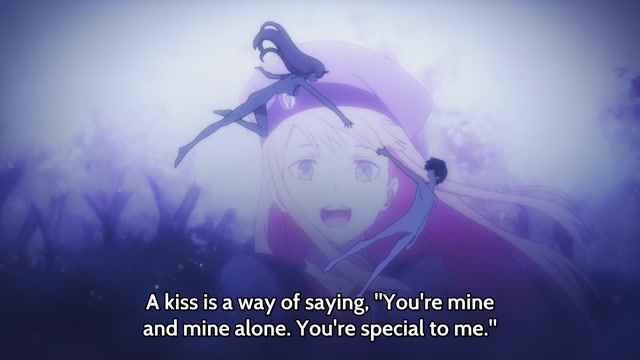 A kiss is a way of saying, "You're mine
and mine alone. You're special to me."